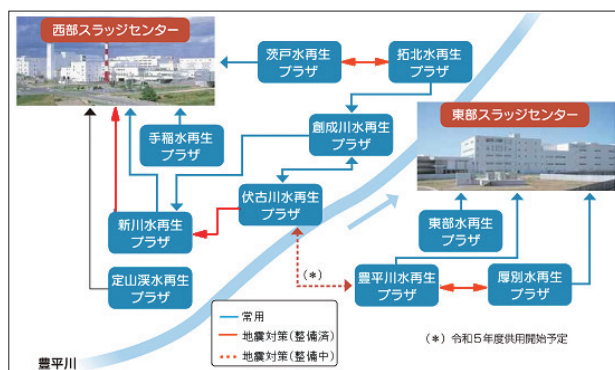 西部スラッジセンター
茨戸水再生
プラザ
拓北水再生
プラザ
手稲水再生
プラザ
創成川水再生
プラザ
東部スラッジセンター
伏古川水再生
プラザ
新川水再生
プラザ
東部水再生
プラザ
定山渓水再生
プラザ
(*)
豊平川水再生
プラザ
厚別水再生
プラザ
常用
地震対策(整備済)
地震対策(整備中)
(*) 令和5年度供用開始予定
豊平川